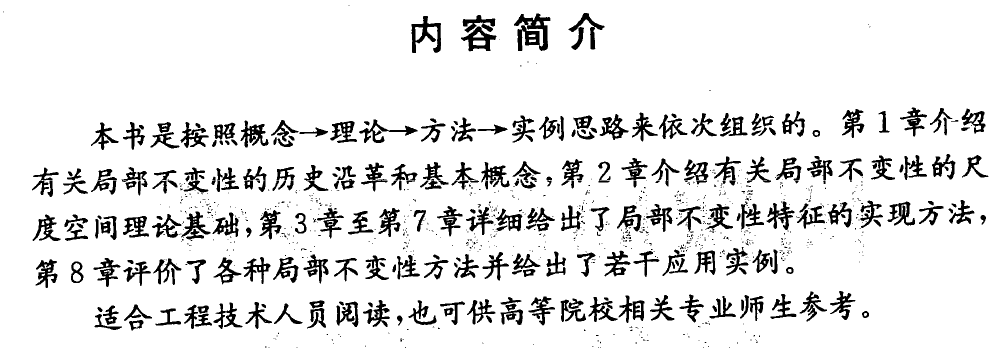 内容简介
本书是按照概念→理论→方法→实例思路来依次组织的。第1章介绍
有关局部不变性的历史沿革和基本概念,第2章介绍有关局部不变性的尺
度空间理论基础,第3章至第7章详细给出了局部不变性特征的实现方法,
第8章评价了各种局部不变性方法并给出了若干应用实例。
适合工程技术人员阅读,也可供高等院校相关专业师生参考。